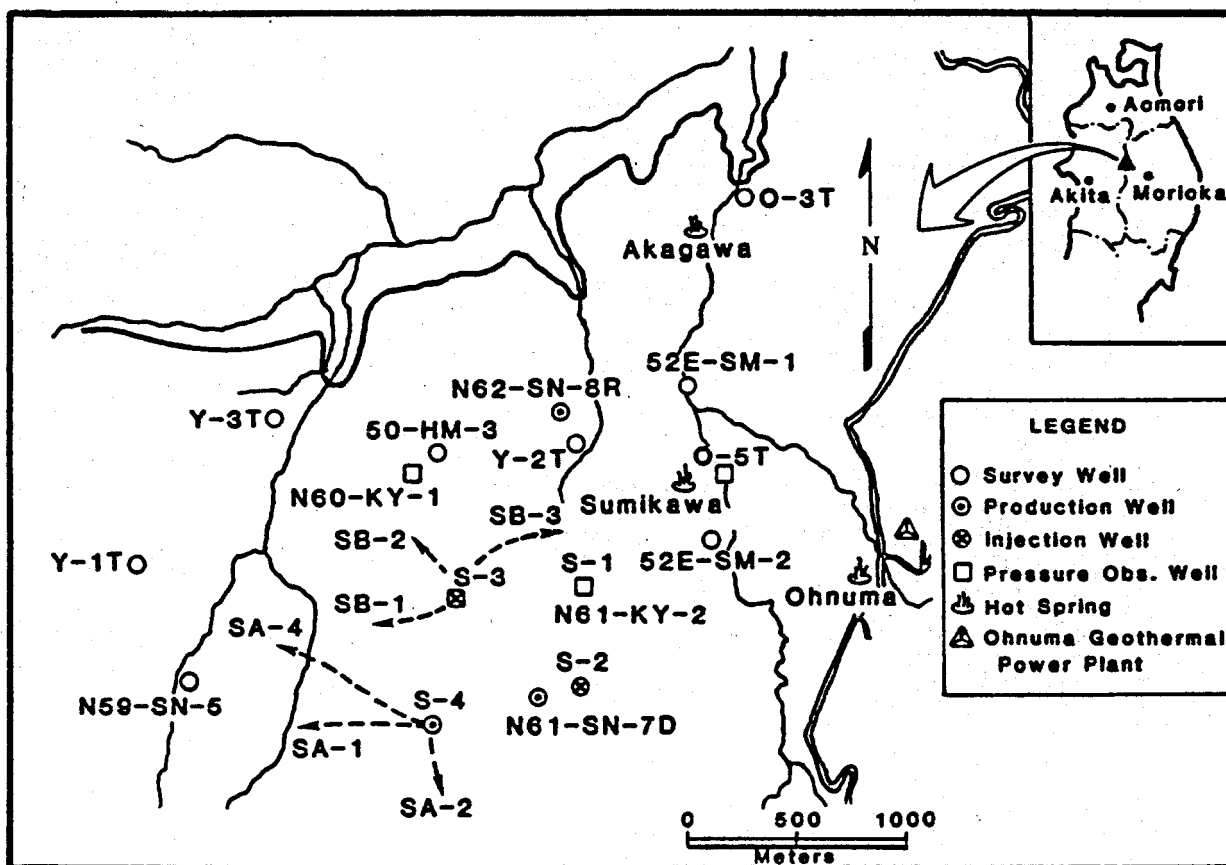 Aomori
Akita
Morioka
O-3T
Akagawa
N
52E-SM-1
N62-SN-8R
Y-3T
50-HM-3
Y-2T
O-5T
N60-KY-1
Sumikawa
SB-3
SB-2
Y-1T
S-3
S-1
52E-SM-2
Ohnuma
SB-1
N61-KY-2
SA-4
S-2
N59-SN-5
S-4
N61-SN-7D
SA-1
SA-2
0 500 1000
Meters
LEGEND
Survey Well
Production Well
Injection Well
Pressure Obs. Well
Hot Spring
Ohnuma Geothermal
Power Plant